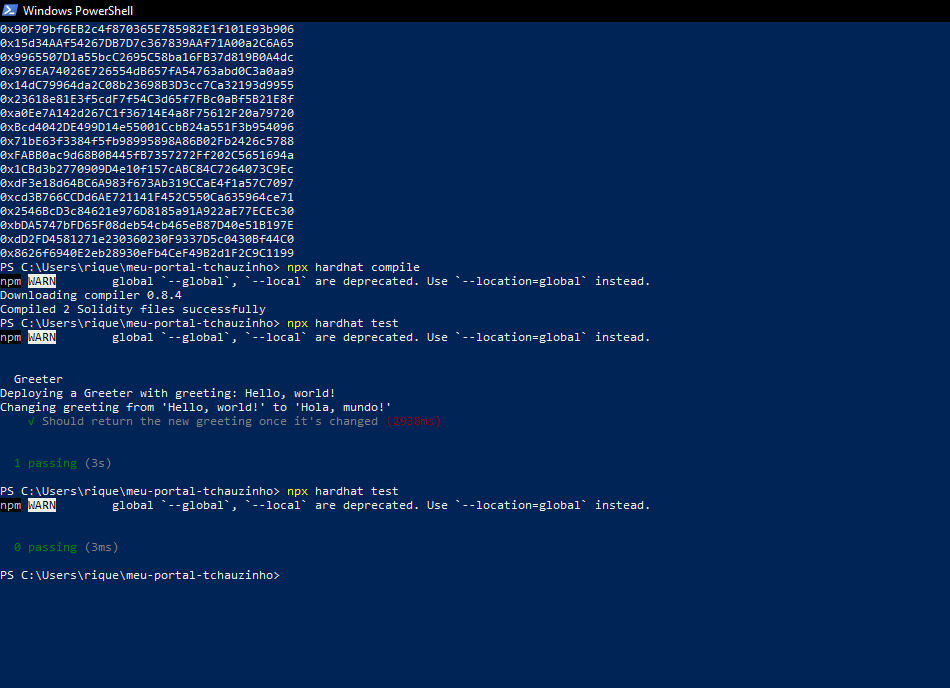 Windows PowerShell
0x90F79bf6EB2c4f870365E785982E1f101E93b906
0x15d34AAf54267DB7D7c367839AAf71A00a2C6A65
0x9965507D1a55bcC2695C58ba16FB37d819B0A4dc
0x976EA74026E726554dB657fA54763abd0C3a0aa9
0x14dC79964da2C08b23698B3D3cc7Ca32193d9955
0x23618e81E3f5cdF7f54C3d65f7FBc0aBf5B21E8f
0xa0Ee7A142d267C1f36714E4a8F75612F20a79720
0xBcd4042DE499D14e55001CcbB24a551F3b954096
0x71bE63f3384f5fb98995898A86B02Fb2426c5788
0xFABB0ac9d68B0B445fB7357272Ff202C5651694a
0x1CBd3b2770909D4e10f157cABC84C7264073C9Ec
0xdF3e18d64BC6A983f673Ab319CCaE4f1a57C7097
0xcd3B766CCDd6AE721141F452C550Ca635964ce71
0x2546BcD3c84621e976D8185a91A922aE77ECEc30
0xbDA5747bFD65F08deb54cb465eB87D40e51B197E
0xdD2FD4581271e230360230F9337D5c0430Bf44C0
0x8626f6940E2eb28930eFb4CeF49B2d1F2C9C1199
PS C:\Users\rique\meu-portal-tchauzinho> npx hardhat compile
npm WARN global `--global`, `--local` are deprecated. Use `--location=global` instead.
Downloading compiler 0.8.4
Compiled 2 Solidity files successfully
PS C:\Users\rique\meu-portal-tchauzinho> npx hardhat test
npm WARN global `--global`, `--local` are deprecated. Use `--location=global` instead.
Greeter
Deploying a Greeter with greeting: Hello, world!
Changing greeting from 'Hello, world!' to 'Hola, mundo!'
√ Should return the new greeting once it's changed (2938ms)
1 passing (3s)
PS C:\Users\rique\meu-portal-tchauzinho> npx hardhat test
npm WARN global `--global`, `--local` are deprecated. Use `--location=global` instead.
0 passing (3ms)
PS C:\Users\rique\meu-portal-tchauzinho>